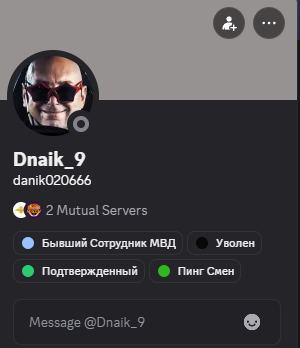 Dnaik_9
danik020666
2 Mutual Servers
Бывший Сотрудник МВД
Уволен
Подтвержденный
Пинг Смен
Message @Dnaik_9